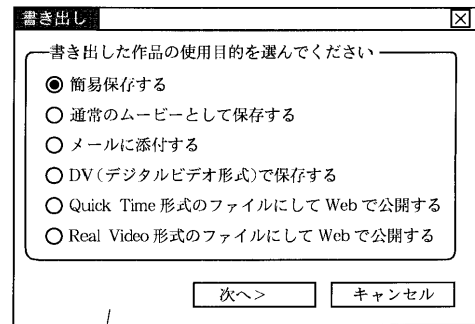 書き出し
書き出した作品の使用目的を選んでください
簡易保存する
通常のムービーとして保存する
メールに添付する
DV(デジタルビデオ形式)で保存する
Quick Time 形式のファイルにして Web で公開する
Real Video 形式のファイルにして Web で公開する
次へ> キャンセル